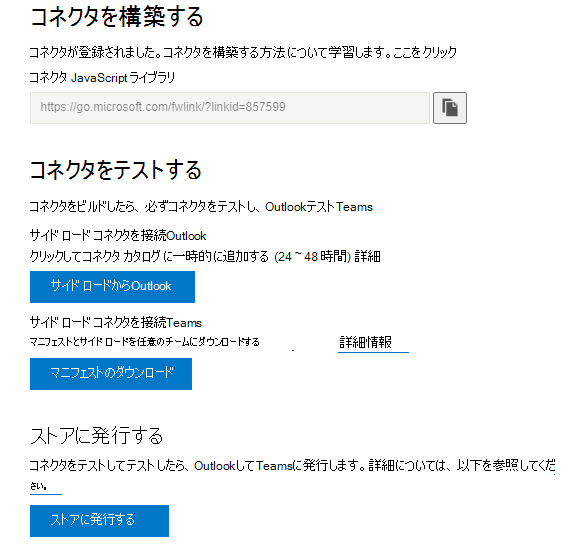 コネクタを構築する
コネクタが登録されました。コネクタを構築する方法について学習します。ここをクリック
コネクタ JavaScript ライブラリ
https://go.microsoft.com/fwlink/?linkid=857599
コネクタをテストする
コネクタをビルドしたら、必ずコネクタをテストし、OutlookテストTeams
サイド ロード コネクタを接続Outlook
クリックしてコネクタ カタログに一時的に追加する (24 ~ 48 時間) 詳細
サイド ロードからOutlook
サイド ロード コネクタを接続Teams
マニフェストとサイド ロードを任意のチームにダウンロードする . 詳細情報
マニフェストのダウンロード
ストアに発行する
コネクタをテストしてテストしたら、OutlookしてTeamsに発行します。詳細については、以下を参照してくだ
さい。
ストアに発行する